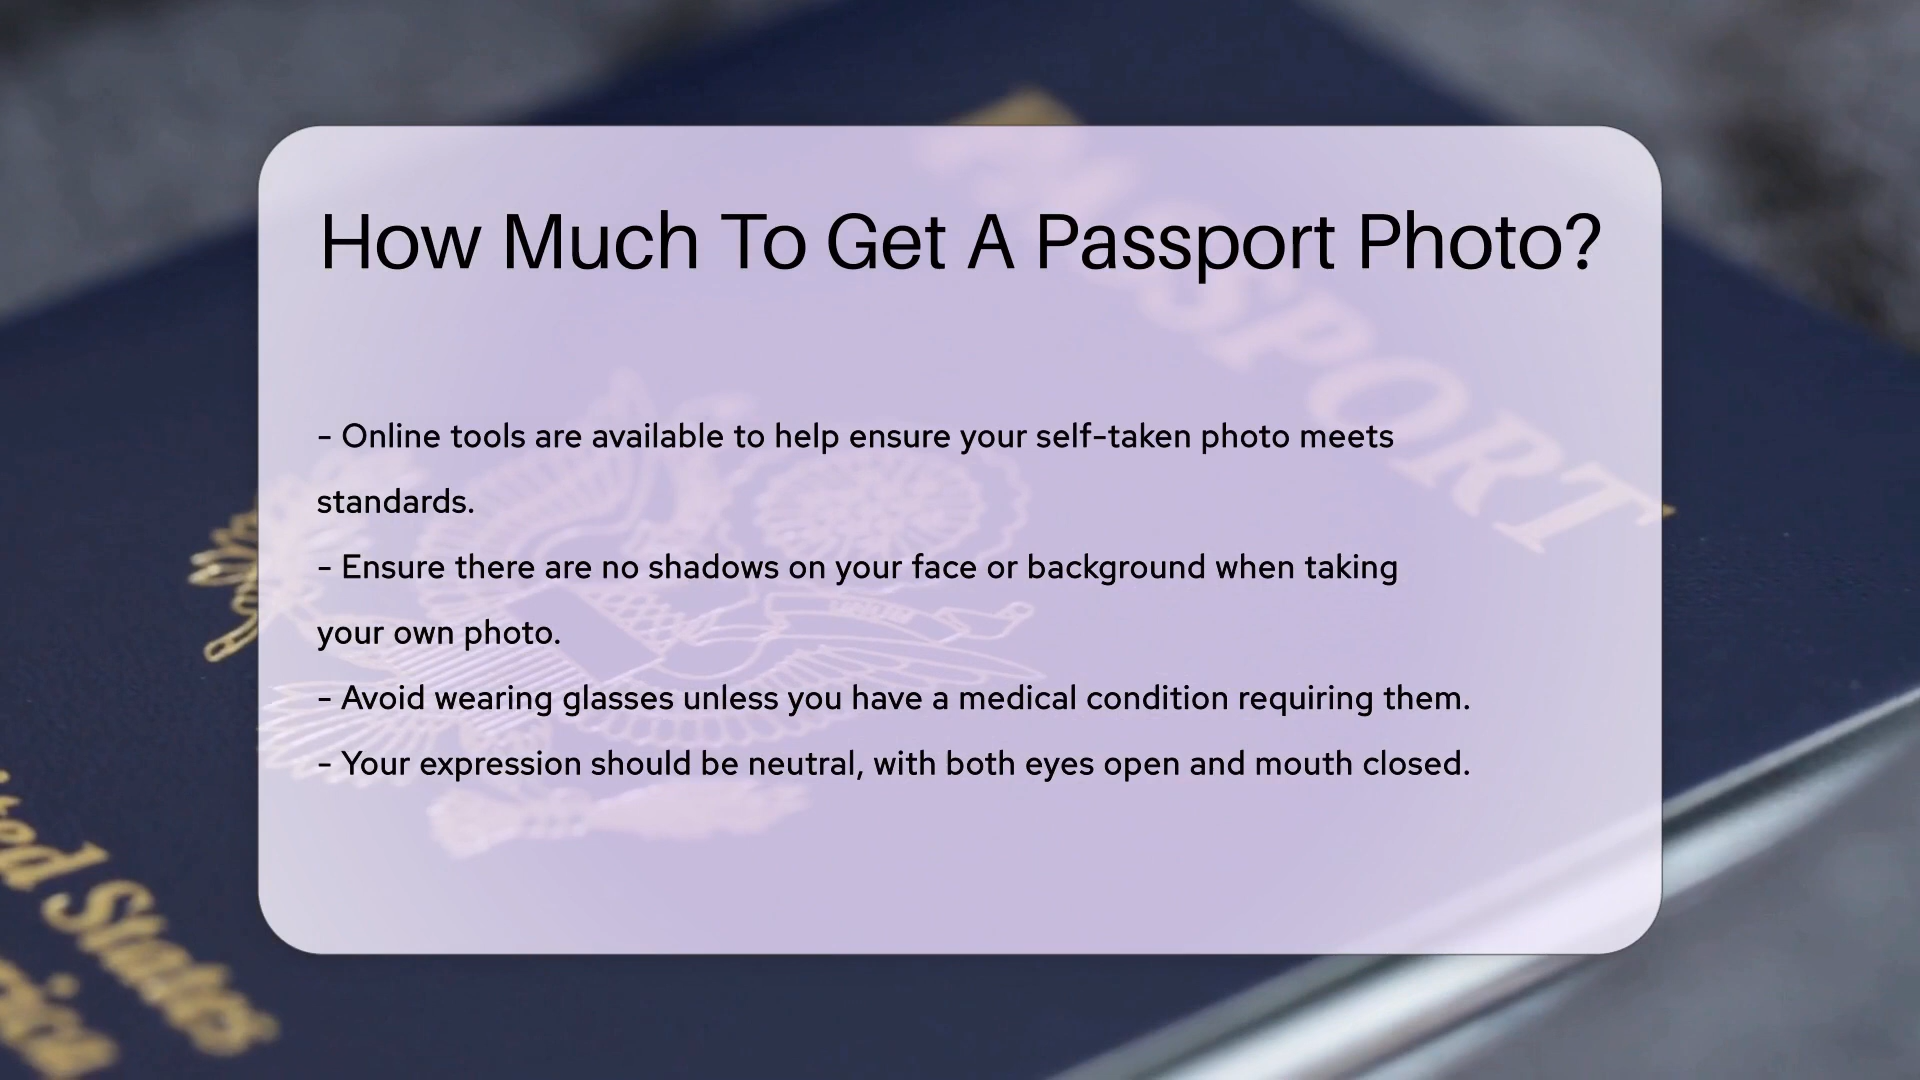 How Much To Get A Passport Photo?
PASSPORT
- Online tools are available to help ensure your self-taken photo meets
standards.
- Ensure there are no shadows on your face or background when taking
your own photo.
- Avoid wearing glasses unless you have a medical condition requiring them.
- Your expression should be neutral, with both eyes open and mouth closed.
States